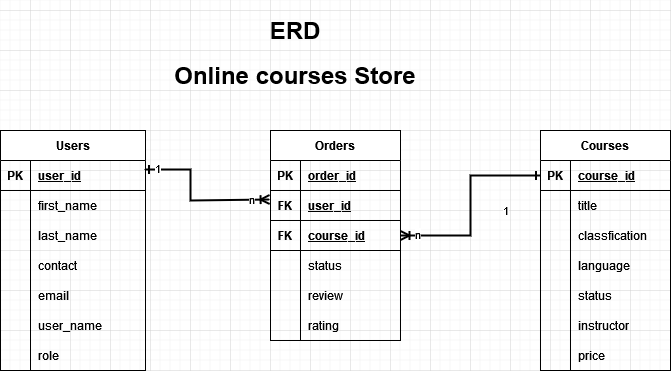 ERD
Online courses Store
Users
PK user_id
first_name
last_name
contact
email
user_name
role
1
n
Orders
PK order_id
FK user_id
FK course_id
status
review
rating
n
1
Courses
PK course_id
title
classfication
language
status
instructor
price